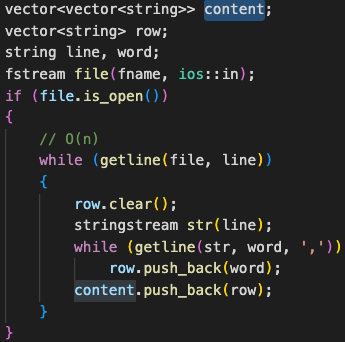 vector<vector<string>> content;
vector<string> row;
string line, word;
fstream file(fname, ios::in);
if (file.is_open())
{
    // O(n)
    while (getline(file, line))
    {
        row.clear();
        stringstream str(line);
        while (getline(str, word, ','))
            row.push_back(word);
        content.push_back(row);
    }
}